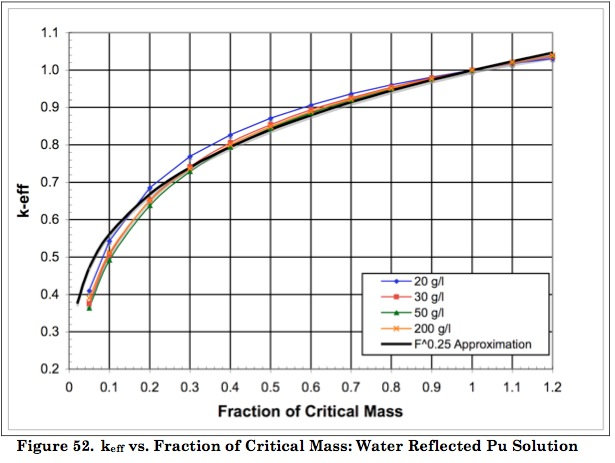 1.1
1.0
0.9
0.8
0.7
0.6
0.5
0.4
0.3
0.2
k-eff
20 g/l
30 g/l
50 g/l
200 g/l
F^0.25 Approximation
0 0.1 0.2 0.3 0.4 0.5 0.6 0.7 0.8 0.9 1 1.1 1.2
Fraction of Critical Mass
Figure 52. keff vs. Fraction of Critical Mass: Water Reflected Pu Solution